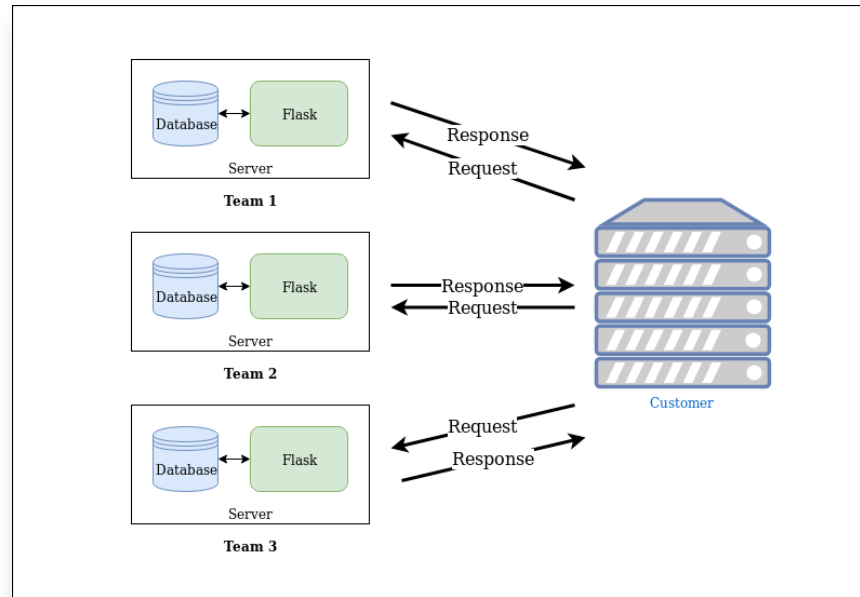 Database
Flask
Server
Team 1
Response
Request
Database
Flask
Server
Team 2
Response
Request
Customer
Database
Flask
Server
Team 3
Request
Response